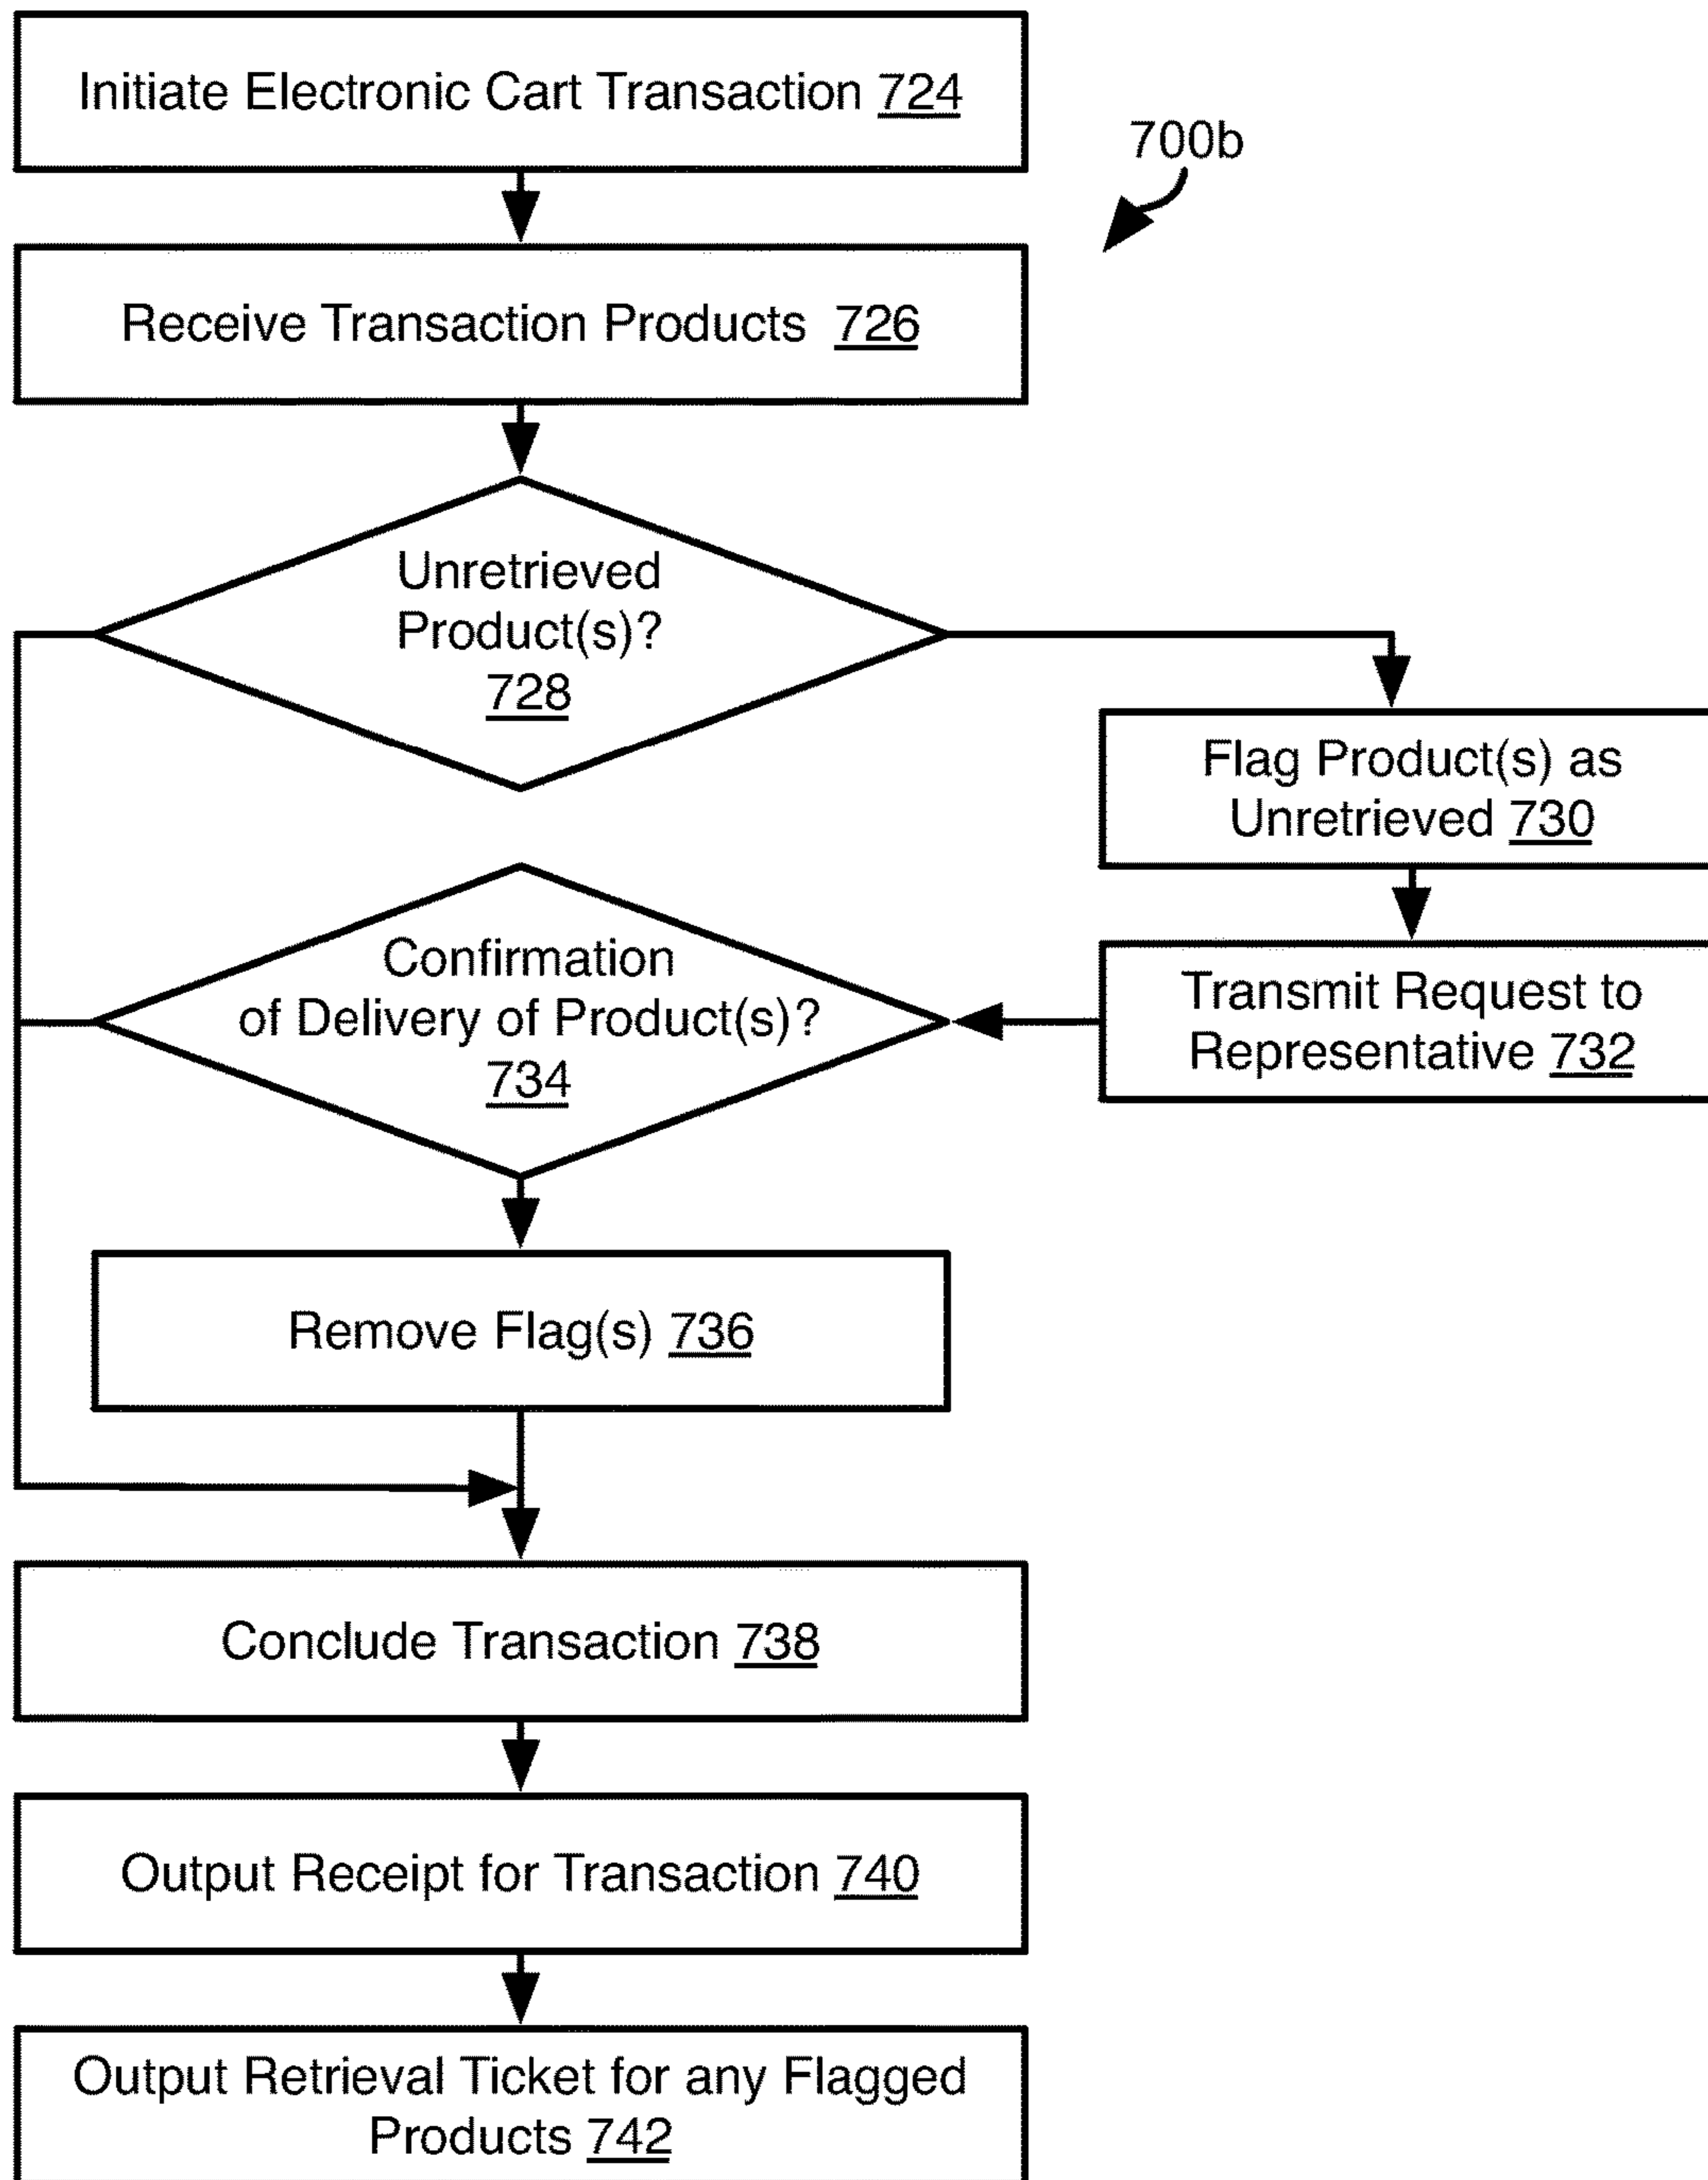 Initiate Electronic Cart Transaction 724
700b
Receive Transaction Products 726
Unretrieved
Product(s)?
728
Flag Product(s) as
Unretrieved 730
Confirmation
of Delivery of Product(s)?
734
Transmit Request to
Representative 732
Remove Flag(s) 736
Conclude Transaction 738
Output Receipt for Transaction 740
Output Retrieval Ticket for any Flagged
Products 742